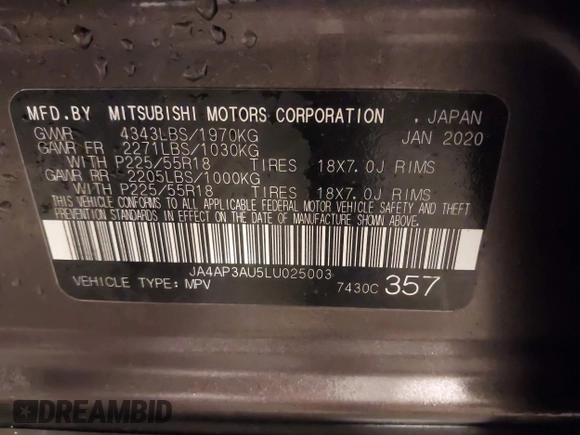 MFD.BY MITSUBISHI MOTORS CORPORATION , JAPAN
GVWR 4343LBS/1970KG JAN 2020
GAWR FR 2271LBS/1030KG
WITH P225/55R18 TIRES 18X7.0J RIMS
GAWR RR 2205LBS/1000KG
WITH P225/55R18 TIRES 18X7.0J RIMS
THIS VEHICLE CONFORMS TO ALL APPLICABLE FEDERAL MOTOR VEHICLE SAFETY AND THEFT
PREVENTION STANDARDS IN EFFECT ON THE DATE OF MANUFACTURE SHOWN ABOVE.
JA4AP3AU5LU025003
VEHICLE TYPE: MPV 7430C 357
DREAMBID